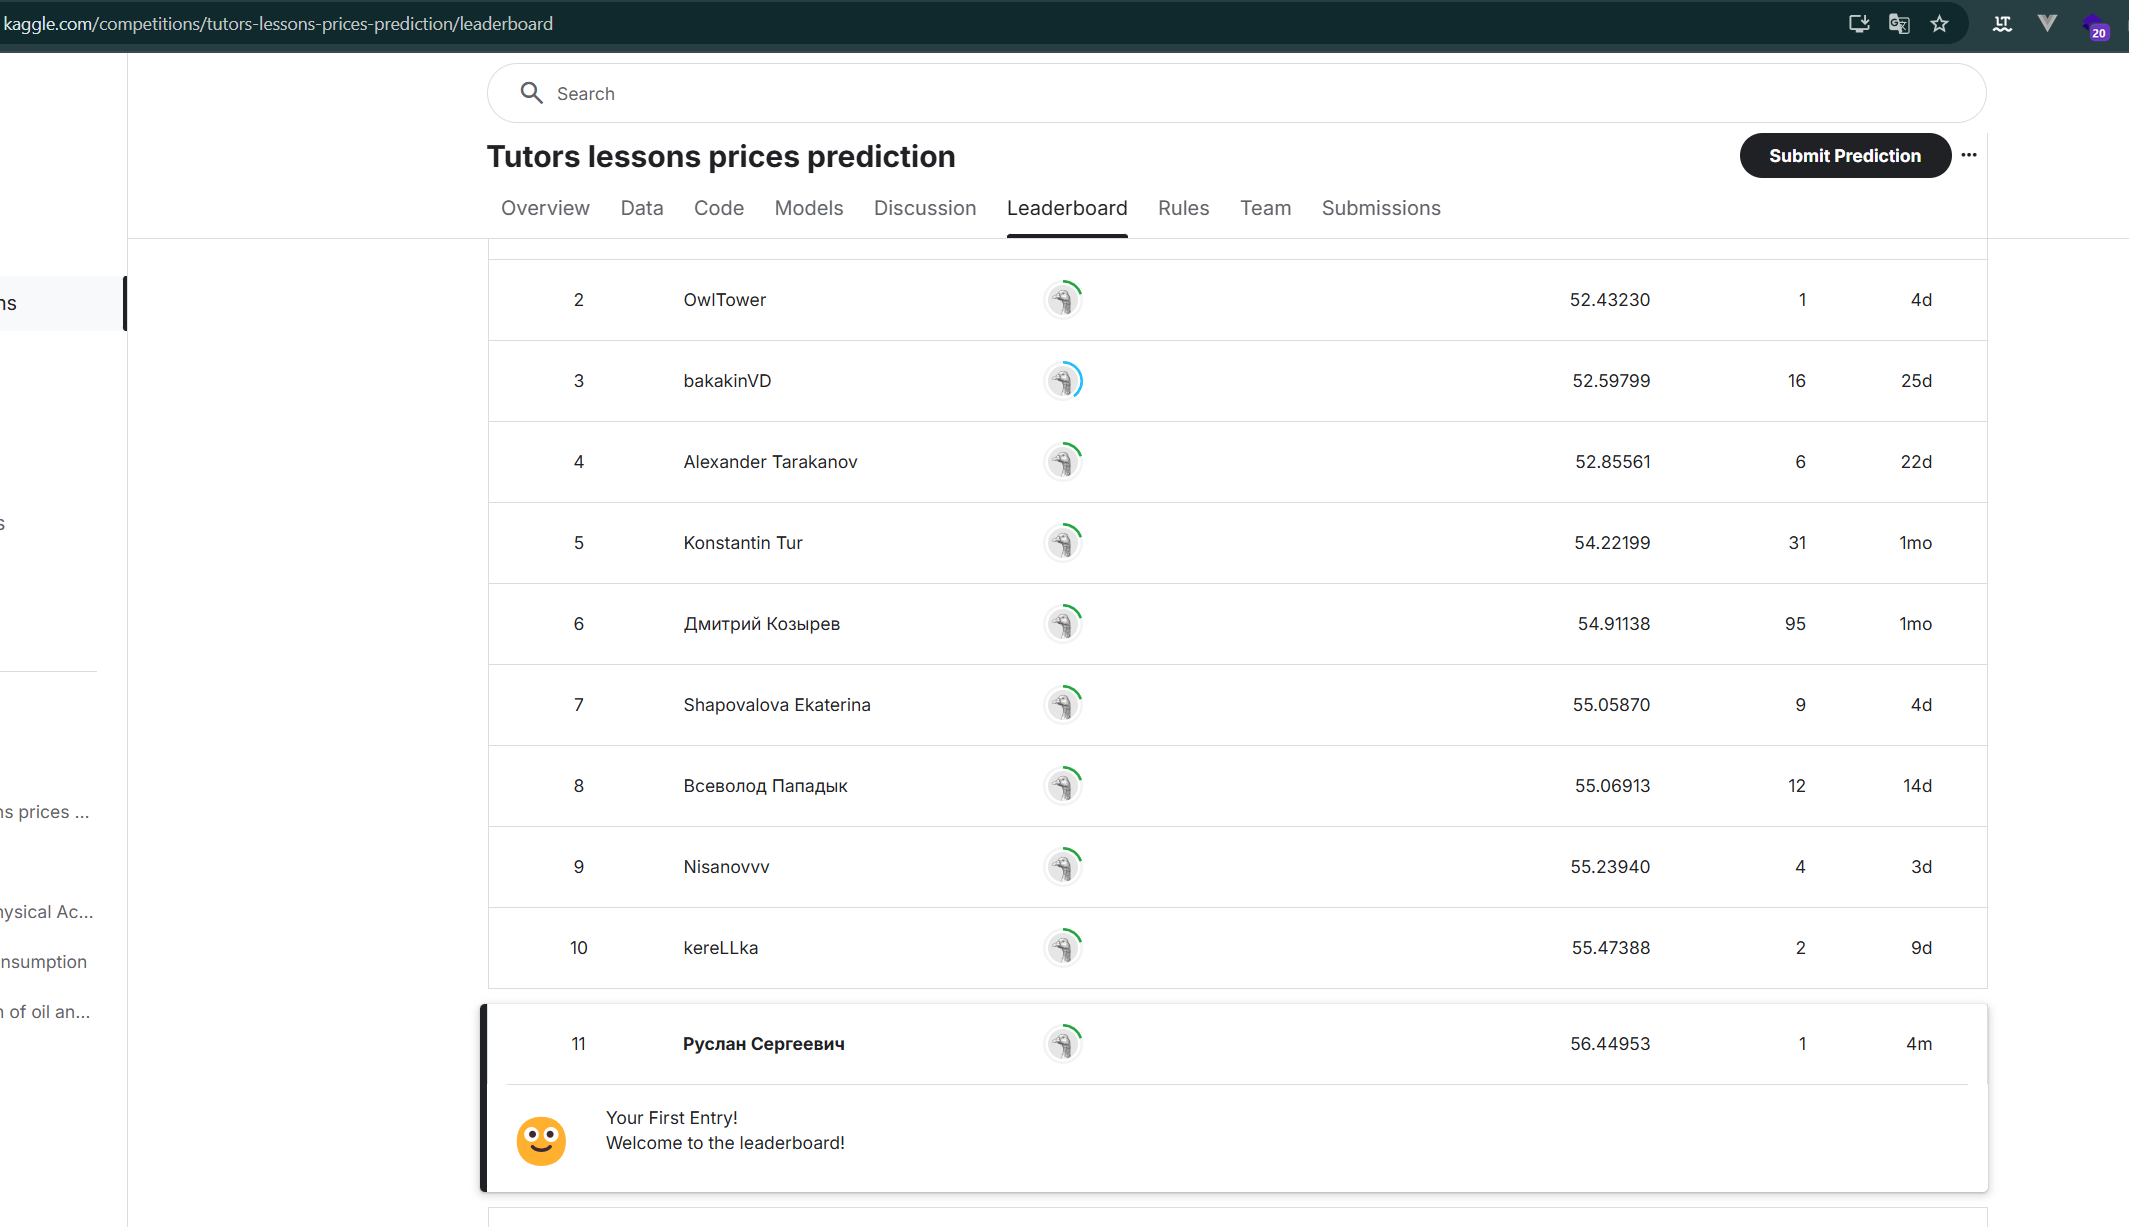 kaggle.com/competitions/tutors-lessons-prices-prediction/leaderboard
20
Search
Tutors lessons prices prediction
Submit Prediction
Overview Data Code Models Discussion Leaderboard Rules Team Submissions
2 OwlTower 52.43230 1 4d
ns
3 bakakinVD 52.59799 16 25d
4 Alexander Tarakanov 52.85561 6 22d
s
5 Konstantin Tur 54.22199 31 1mo
6 Дмитрий Козырев 54.91138 95 1mo
7 Shapovalova Ekaterina 55.05870 9 4d
8 Всеволод Пападык 55.06913 12 14d
ns prices ...
9 Nisanovvv 55.23940 4 3d
hysical Ac...
10 kereLLka 55.47388 2 9d
nsumption
n of oil an...
11 Руслан Сергеевич 56.44953 1 4m
Your First Entry!
Welcome to the leaderboard!